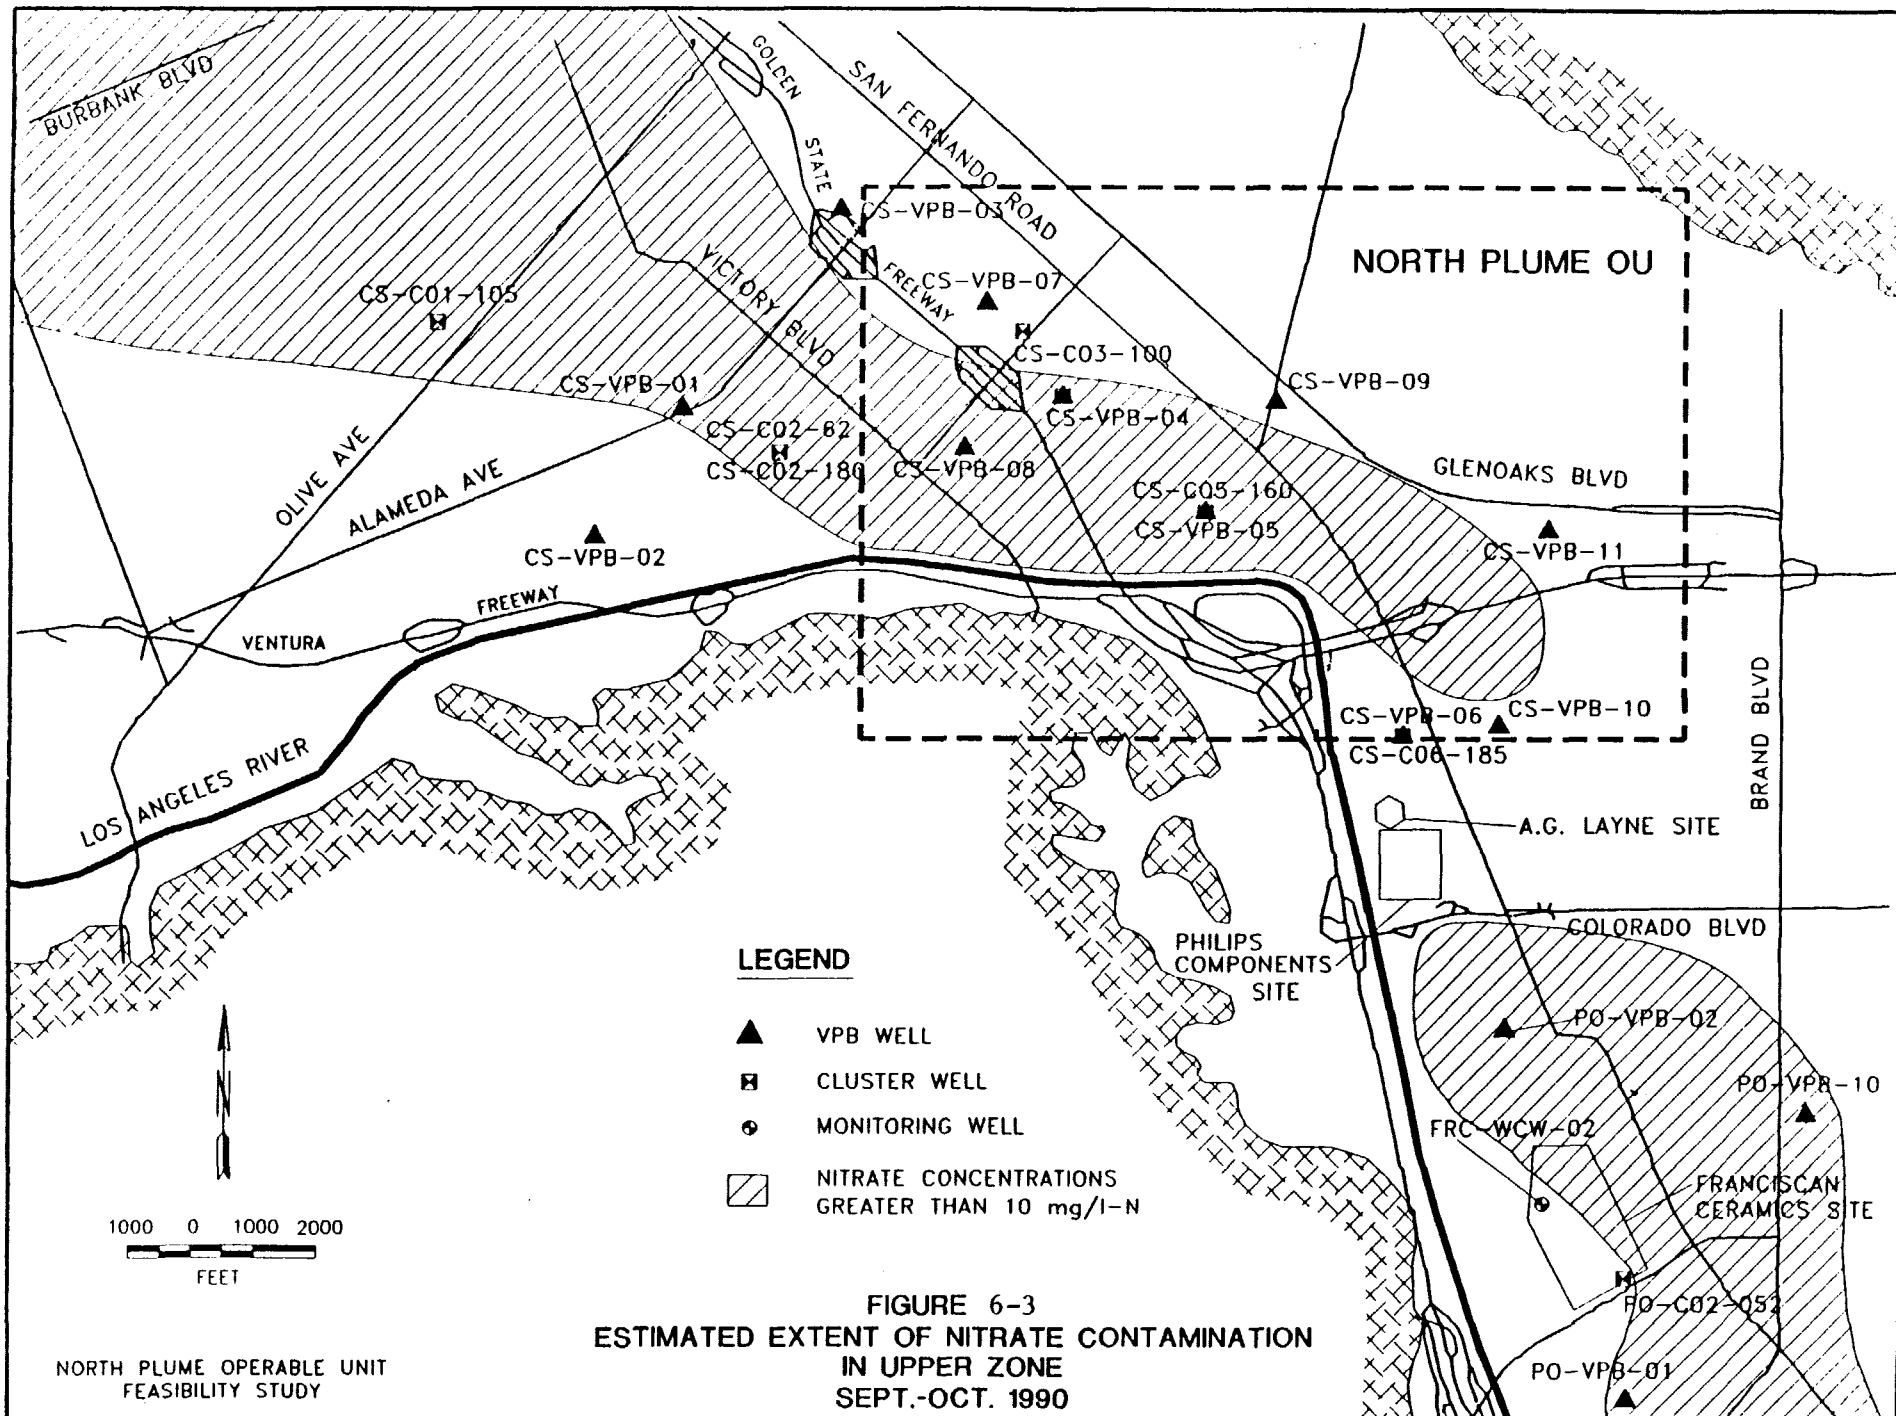 BURBANK BLVD
GOLDEN
STATE
FREEWAY
SAN FERNANDO ROAD
CS-VPB-03
NORTH PLUME OU
CS-VPB-07
VICTORY BLVD
CS-C01-105
CS-C03-100
CS-VPB-01
CS-VPB-09
CS-VPB-04
CS-C02-62
CS-C02-180
CS-VPB-08
OLIVE AVE
ALAMEDA AVE
GLENOAKS BLVD
CS-C05-160
CS-VPB-05
CS-VPB-02
CS-VPB-11
VENTURA
FREEWAY
CS-VPB-06
CS-C06-185
CS-VPB-10
BRAND BLVD
LOS ANGELES RIVER
A.G. LAYNE SITE
COLORADO BLVD
PHILIPS
COMPONENTS
SITE
LEGEND
VPB WELL
CLUSTER WELL
MONITORING WELL
NITRATE CONCENTRATIONS
GREATER THAN 10 mg/l-N
PO-VPB-02
PO-VPB-10
FRC-WCW-02
FRANCISCAN
CERAMICS SITE
PO-C02-052
PO-VPB-01
N
1000 0 1000 2000
FEET
FIGURE 6-3
ESTIMATED EXTENT OF NITRATE CONTAMINATION
IN UPPER ZONE
SEPT.-OCT. 1990
NORTH PLUME OPERABLE UNIT
FEASIBILITY STUDY